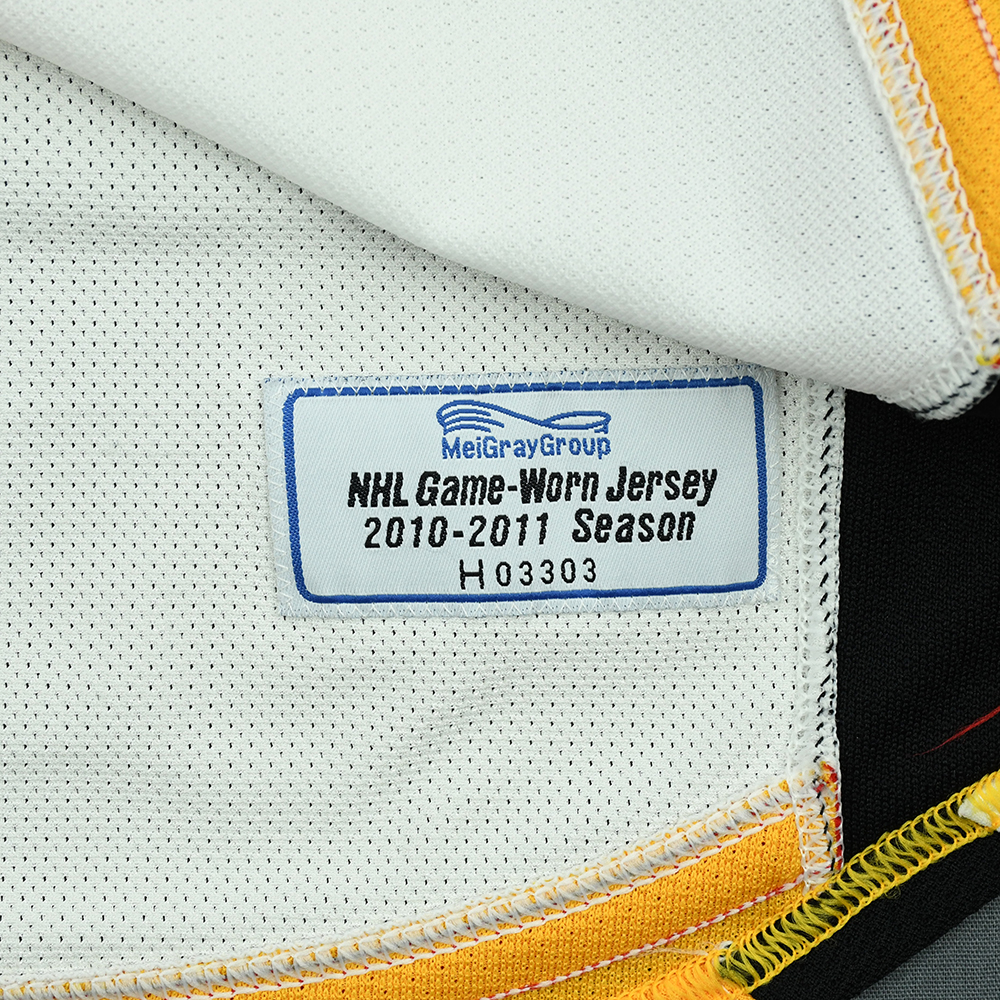 MeiGrayGroup
NHL Game-Worn Jersey
2010-2011 Season
H03303